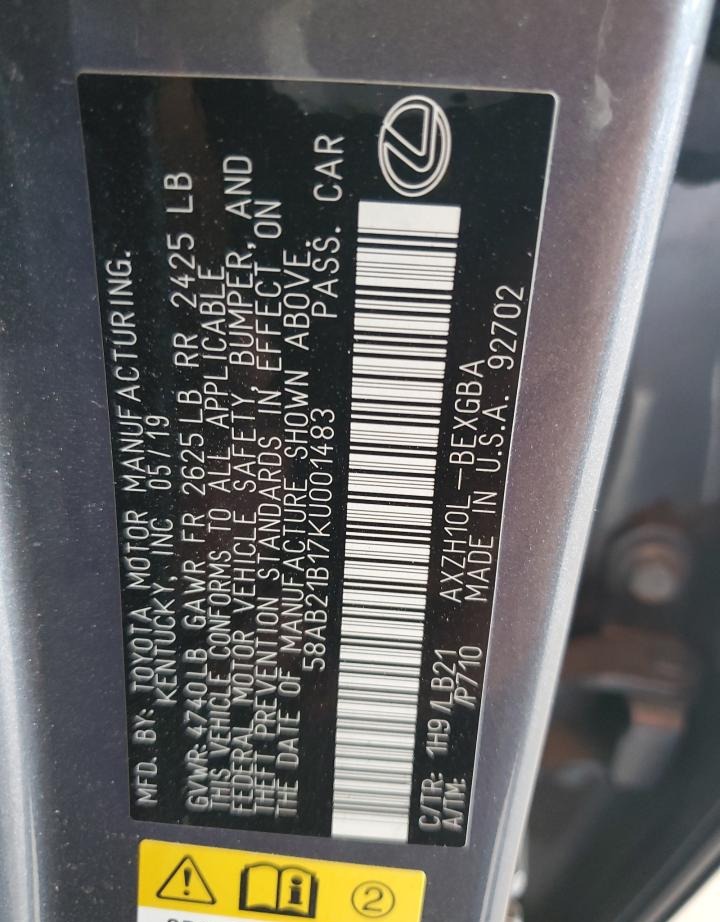 MFD. BY: TOYOTA MOTOR MANUFACTURING.
KENTUCKY, INC 05/19
GVWR: 4740LB GAWR FR 2625LB RR 2425 LB
THIS VEHICLE CONFORMS TO ALL APPLICABLE
FEDERAL MOTOR VEHICLE SAFETY, BUMPER, AND
THEFT PREVENTION STANDARDS IN EFFECT ON
THE DATE OF MANUFACTURE SHOWN ABOVE.
58AB21B17KU001483 PASS. CAR
C/TR: 1H9/LB21 AXZH10L-BEXGBA
A/TM: /P710 MADE IN U.S.A. 92702
2